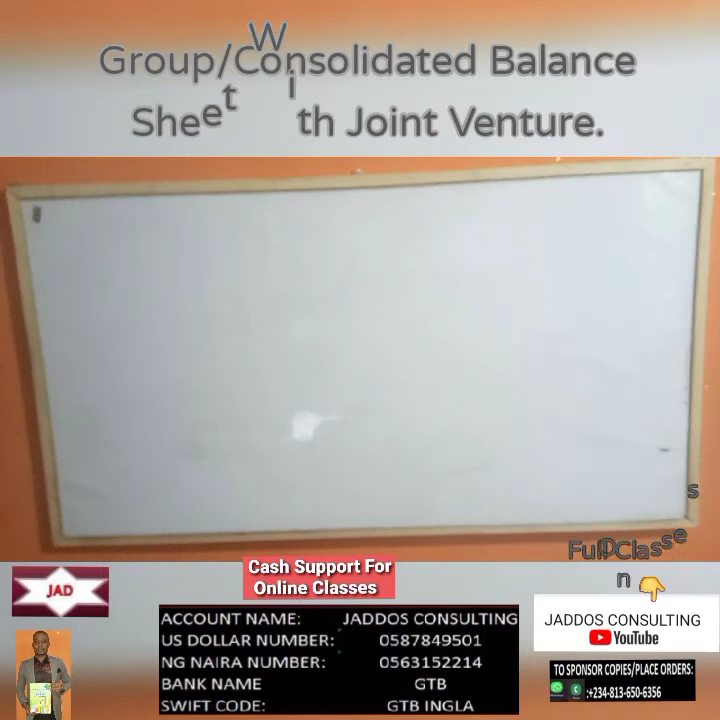 Group/Consolidated Balance
Sheet With Joint Venture.
Full Classes
On
JAD
Cash Support For
Online Classes
ACCOUNT NAME: JADDOS CONSULTING
US DOLLAR NUMBER: 0587849501
NG NAIRA NUMBER: 0563152214
BANK NAME GTB
SWIFT CODE: GTB INGLA
JADDOS CONSULTING
YouTube
TO SPONSOR COPIES/PLACE ORDERS:
:+234-813-650-6356